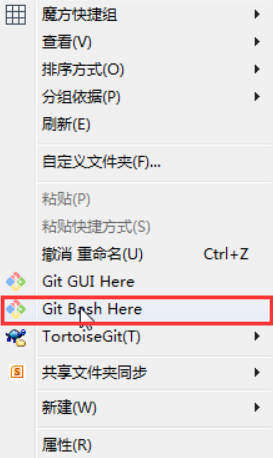 魔方快捷组
查看(V)
排序方式(O)
分组依据(P)
刷新(E)
自定义文件夹(F)...
粘贴(P)
粘贴快捷方式(S)
撤消 重命名(U) Ctrl+Z
Git GUI Here
Git Bash Here
TortoiseGit(T)
共享文件夹同步
新建(W)
属性(R)